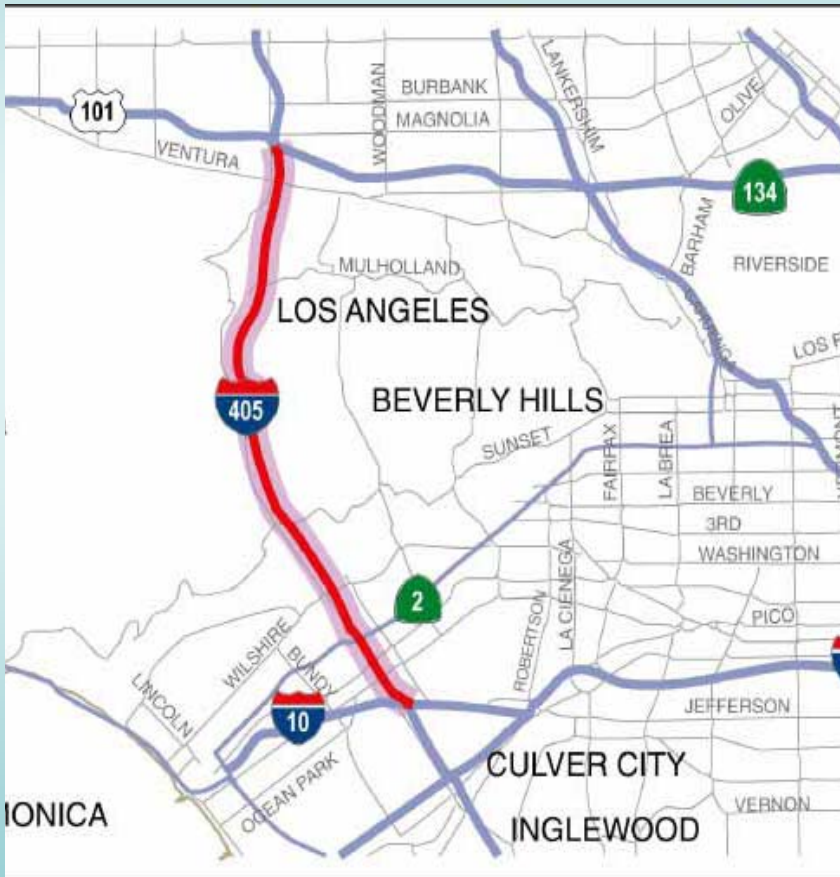 BURBANK
101
MAGNOLIA
WOODMAN
LANKERSHIM
OLIVE
VENTURA
134
BARHAM
RIVERSIDE
MULHOLLAND
LOS ANGELES
LOS
405
BEVERLY HILLS
SUNSET
FAIRFAX
LA BREA
BEVERLY
3RD
WASHINGTON
LA CIENEGA
2
PICO
ROBERTSON
WILSHIRE
BUNDY
LINCOLN
10
JEFFERSON
CULVER CITY
OCEAN PARK
VERNON
MONICA
INGLEWOOD